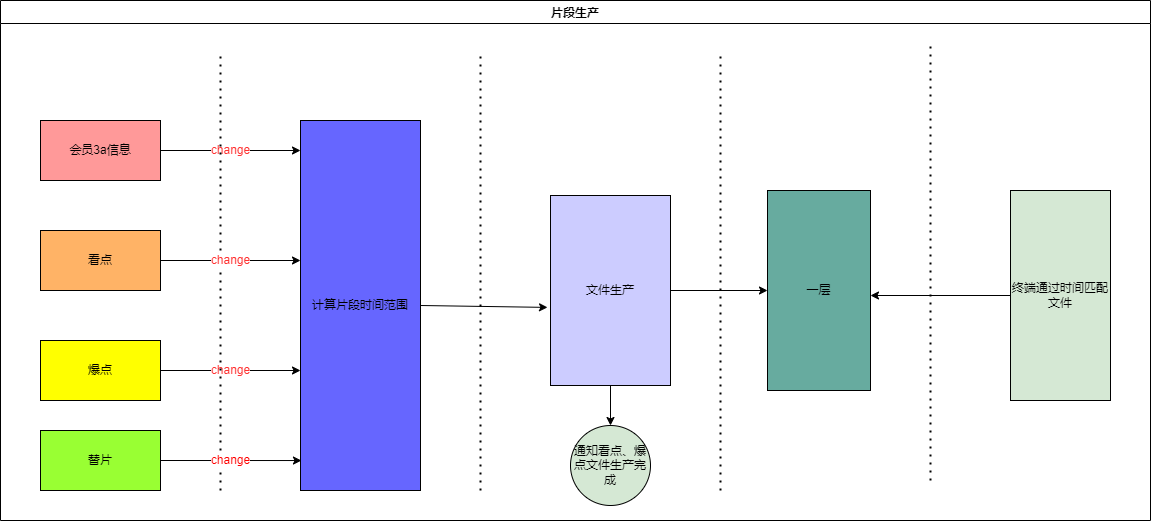 片段生产
会员3a信息
change
看点
change
爆点
change
替片
change
计算片段时间范围
文件生产
通知看点、爆
点文件生产完
成
一层
终端通过时间匹配
文件